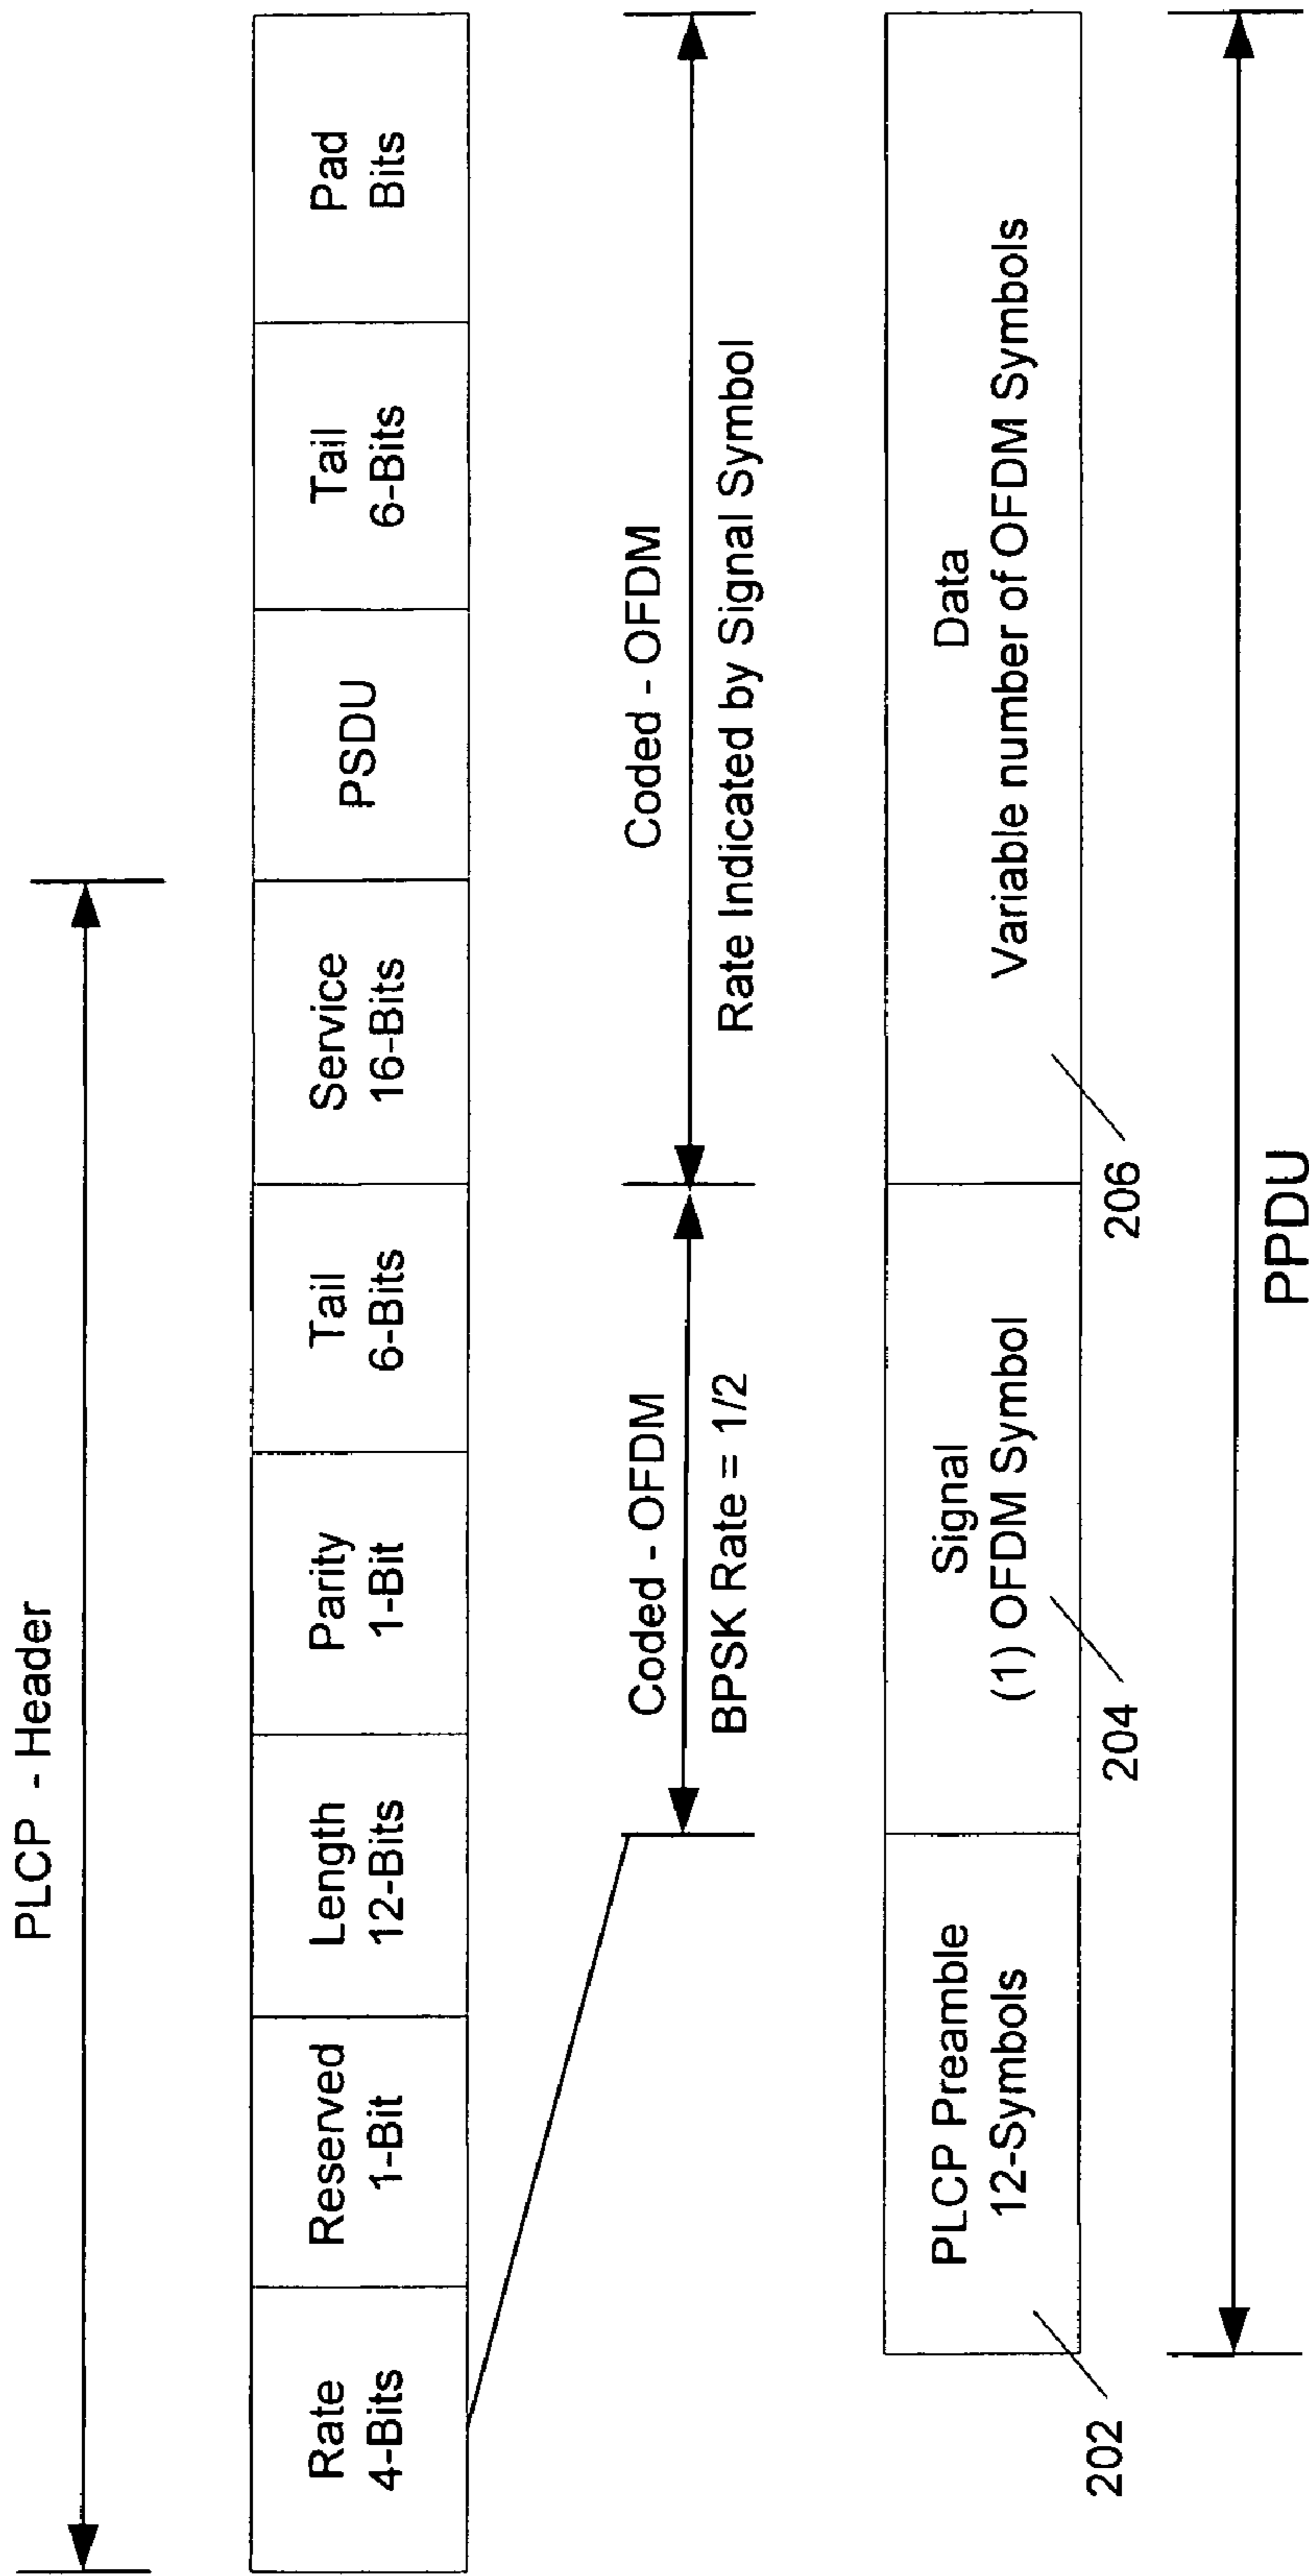 PLCP - Header
Rate
4-Bits
Reserved
1-Bit
Length
12-Bits
Parity
1-Bit
Tail
6-Bits
Service
16-Bits
PSDU
Tail
6-Bits
Pad
Bits
Coded - OFDM
BPSK Rate = 1/2
Coded - OFDM
Rate Indicated by Signal Symbol
PLCP Preamble
12-Symbols
Signal
(1) OFDM Symbol
Data
Variable number of OFDM Symbols
202
204
206
PPDU